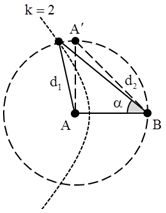 k = 2
A′
d₁
d₂
α
A
B